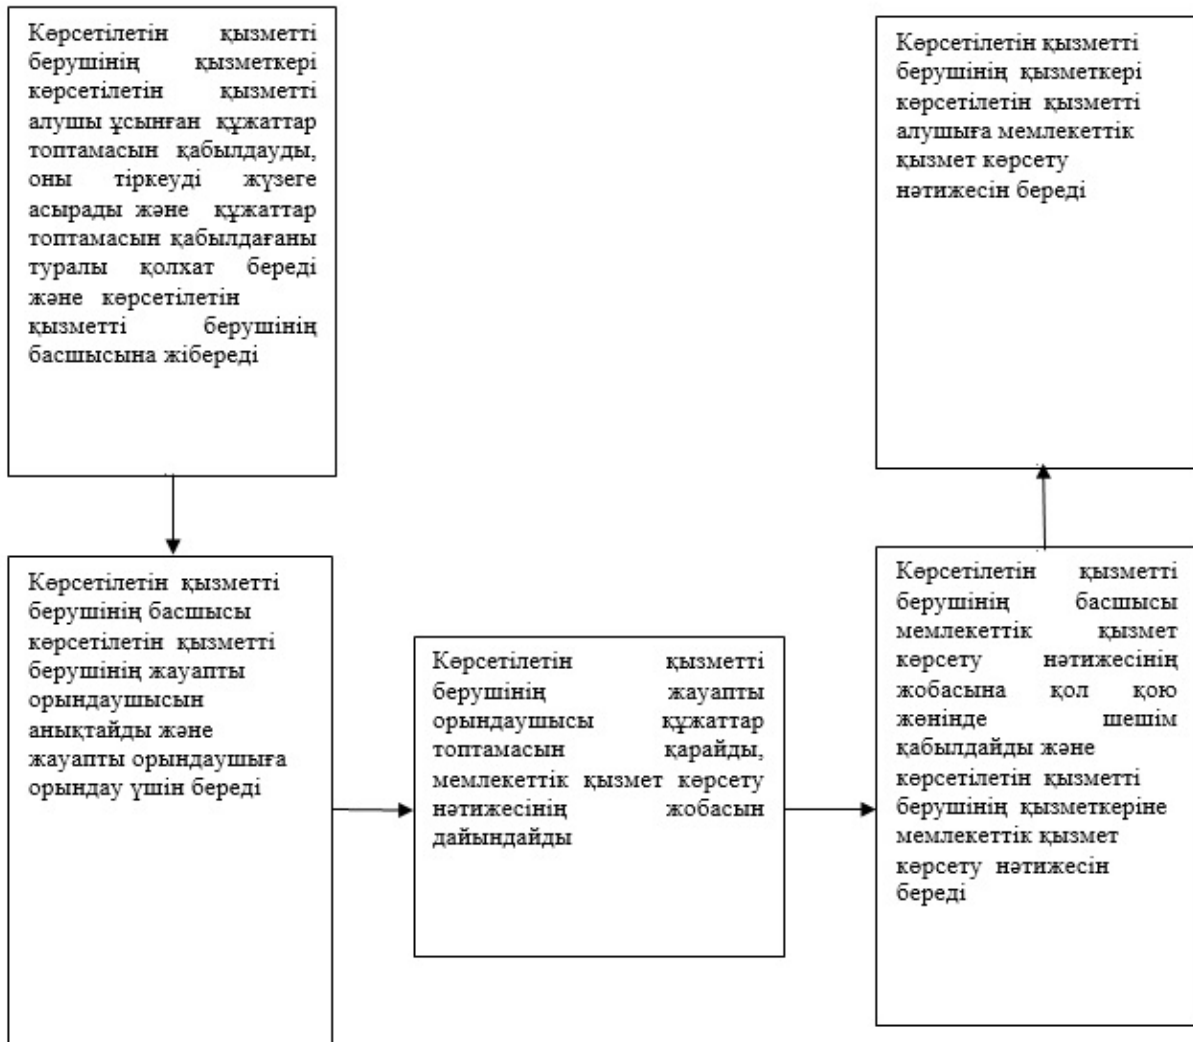 Көрсетілетін қызметті
берушінің қызметкері
көрсетілетін қызметті
алушы ұсынған құжаттар
топтамасын қабылдауды,
оны тіркеуді жүзеге
асырады және құжаттар
топтамасын қабылдағаны
туралы қолхат береді
және көрсетілетін
қызметті берушінің
басшысына жібереді
Көрсетілетін қызметті
берушінің басшысы
көрсетілетін қызметті
берушінің жауапты
орындаушысын
анықтайды және
жауапты орындаушыға
орындау үшін береді
Көрсетілетін қызметті
берушінің жауапты
орындаушысы құжаттар
топтамасын қарайды,
мемлекеттік қызмет көрсету
нәтижесінің жобасын
дайындайды
Көрсетілетін қызметті
берушінің басшысы
мемлекеттік қызмет
көрсету нәтижесінің
жобасына қол қою
жөнінде шешім
қабылдайды және
көрсетілетін қызметті
берушінің қызметкеріне
мемлекеттік қызмет
көрсету нәтижесін
береді
Көрсетілетін қызметті
берушінің қызметкері
көрсетілетін қызметті
алушыға мемлекеттік
қызмет көрсету
нәтижесін береді